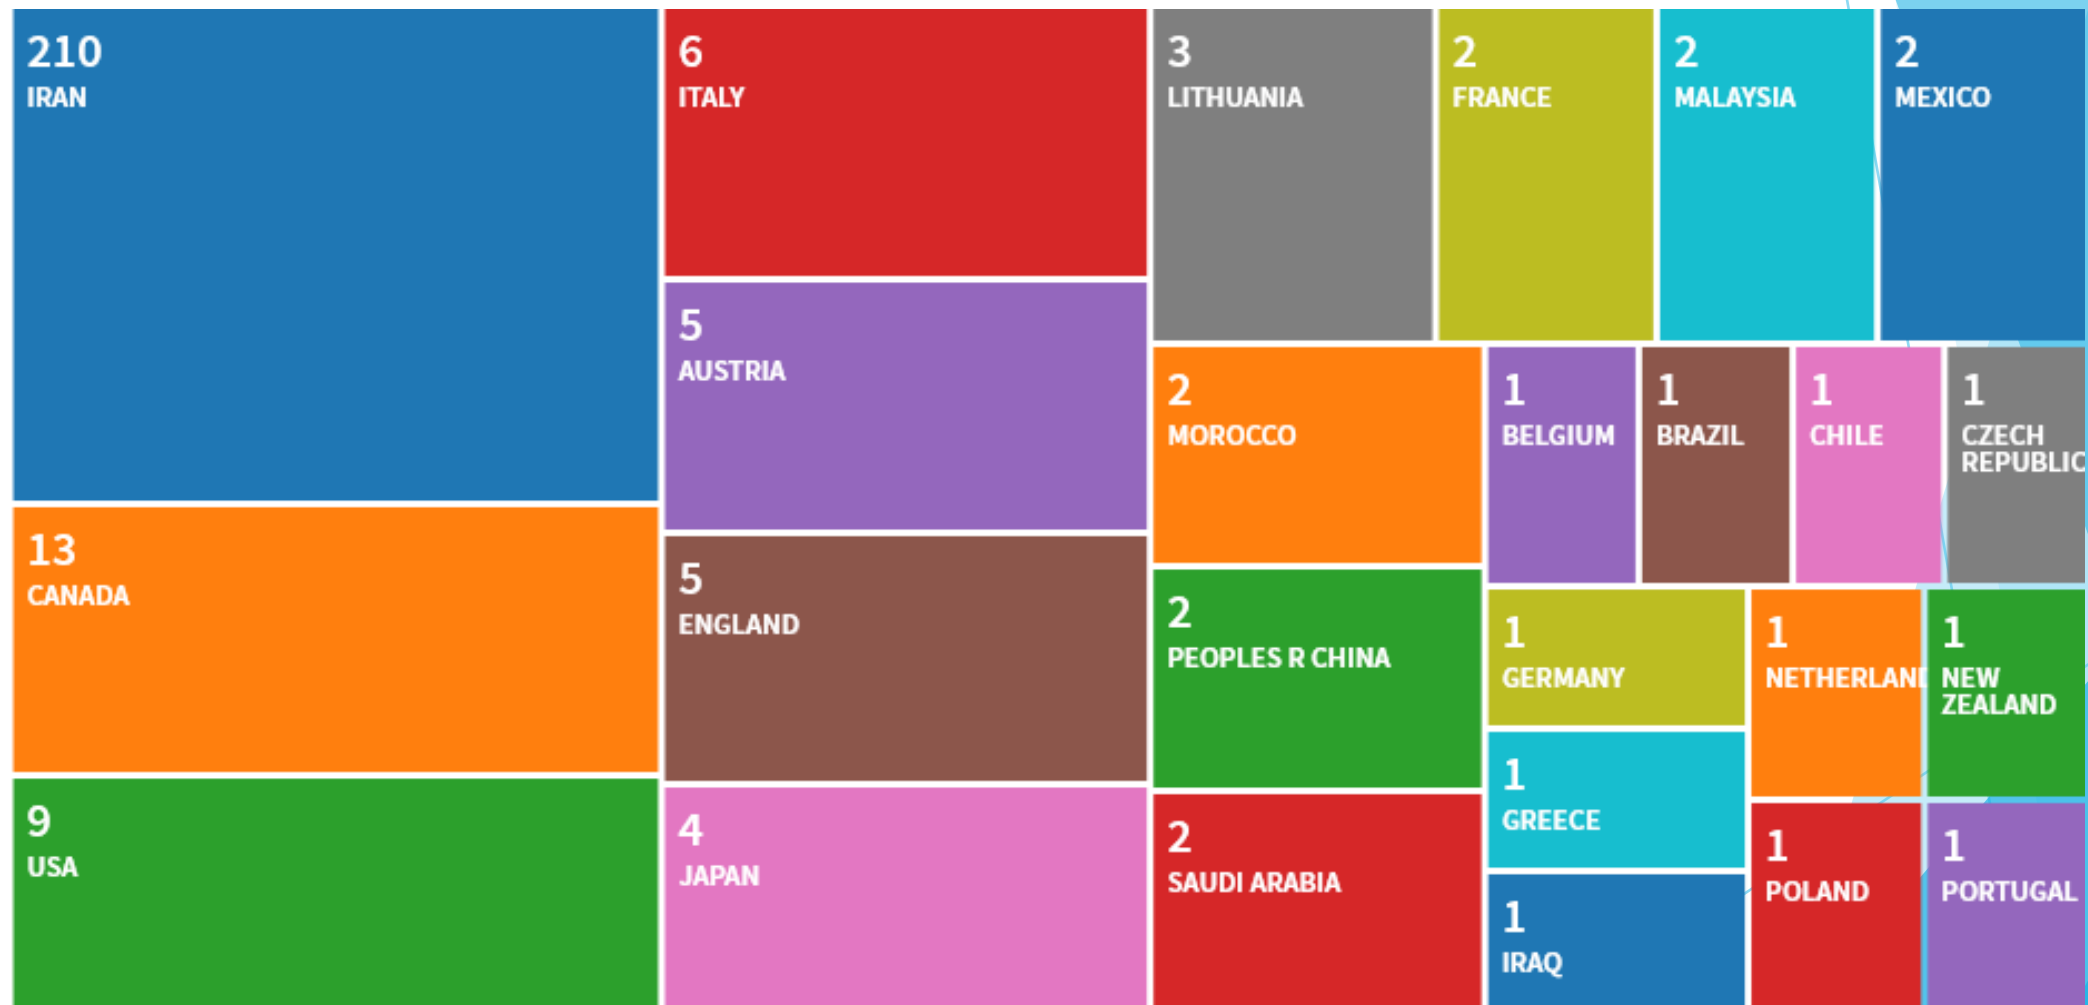 210
IRAN
13
CANADA
9
USA
6
ITALY
5
AUSTRIA
5
ENGLAND
4
JAPAN
3
LITHUANIA
2
FRANCE
2
MALAYSIA
2
MEXICO
2
MOROCCO
2
PEOPLES R CHINA
2
SAUDI ARABIA
1
BELGIUM
1
BRAZIL
1
CHILE
1
CZECH
REPUBLIC
1
GERMANY
1
GREECE
1
IRAQ
1
NETHERLAND
1
NEW
ZEALAND
1
POLAND
1
PORTUGAL